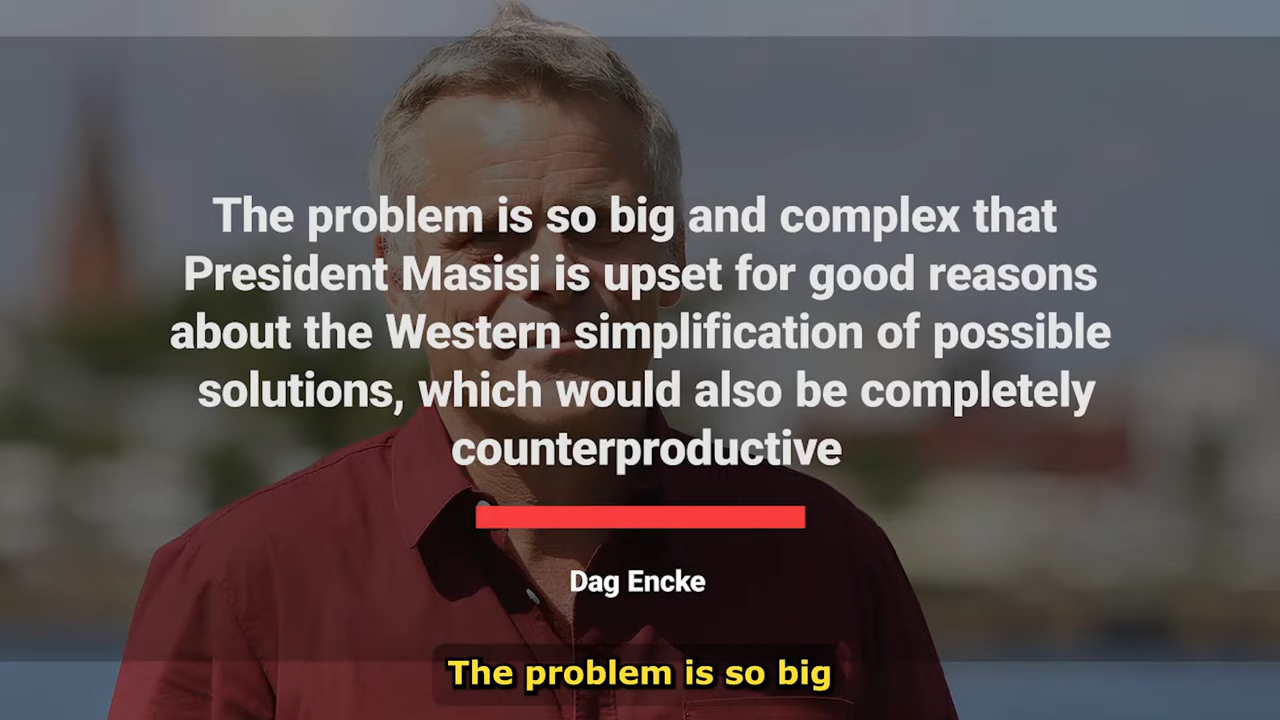 The problem is so big and complex that
President Masisi is upset for good reasons
about the Western simplification of possible
solutions, which would also be completely
counterproductive
Dag Encke
The problem is so big